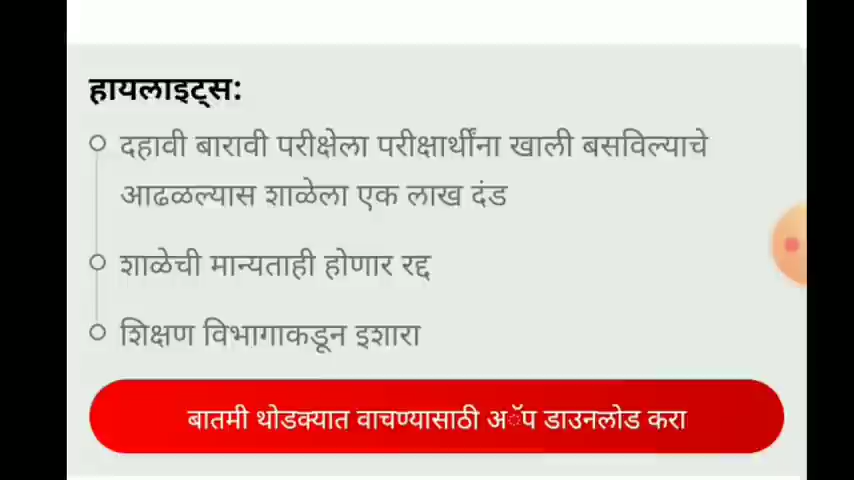 हायलाइट्स:
दहावी बारावी परीक्षेला परीक्षार्थींना खाली बसविल्याचे
आढळल्यास शाळेला एक लाख दंड
शाळेची मान्यताही होणार रद्द
शिक्षण विभागाकडून इशारा
बातमी थोडक्यात वाचण्यासाठी अॅप डाउनलोड करा